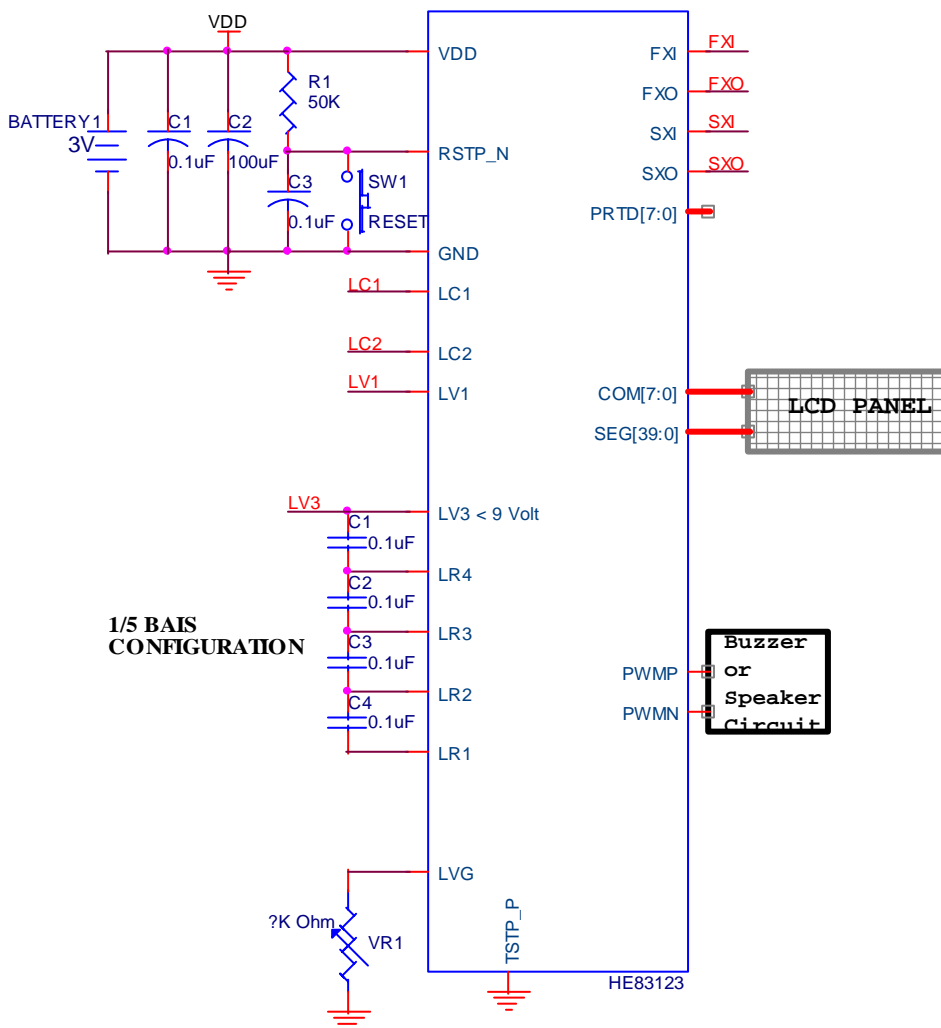 VDD
VDD
R1
50K
BATTERY1
3V
C1
0.1uF
C2
100uF
RSTP_N
C3
0.1uF
SW1
RESET
GND
LC1
LC1
LC2
LC2
LV1
LV1
LV3
LV3 < 9 Volt
C1
0.1uF
LR4
C2
0.1uF
LR3
C3
0.1uF
LR2
C4
0.1uF
LR1
1/5 BAIS
CONFIGURATION
LVG
?K Ohm
VR1
TSTP_P
HE83123
FXI
FXI
FXO
FXO
SXI
SXI
SXO
SXO
PRTD[7:0]
COM[7:0]
SEG[39:0]
LCD PANEL
PWMP
PWMN
Buzzer
or
Speaker
Circuit